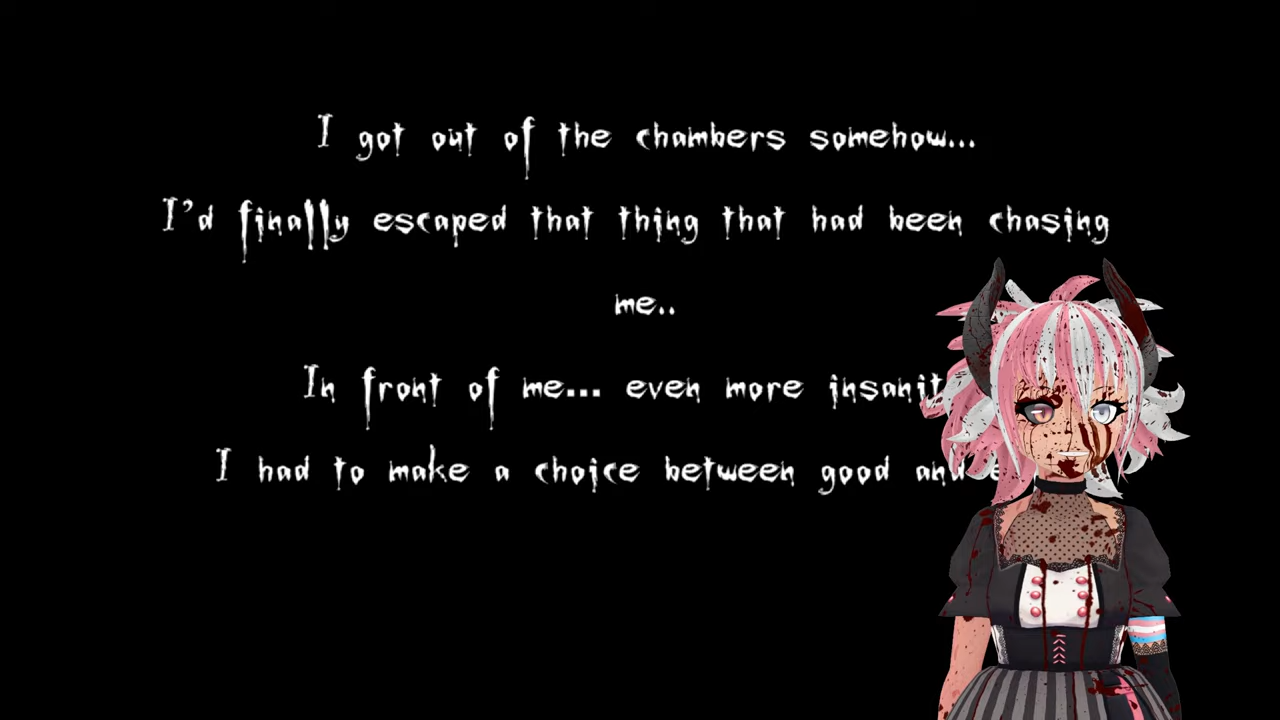 I got out of the chambers somehow...
I'd finally escaped that thing that had been chasing
me..
In front of me... even more
I had to make a choice between good and